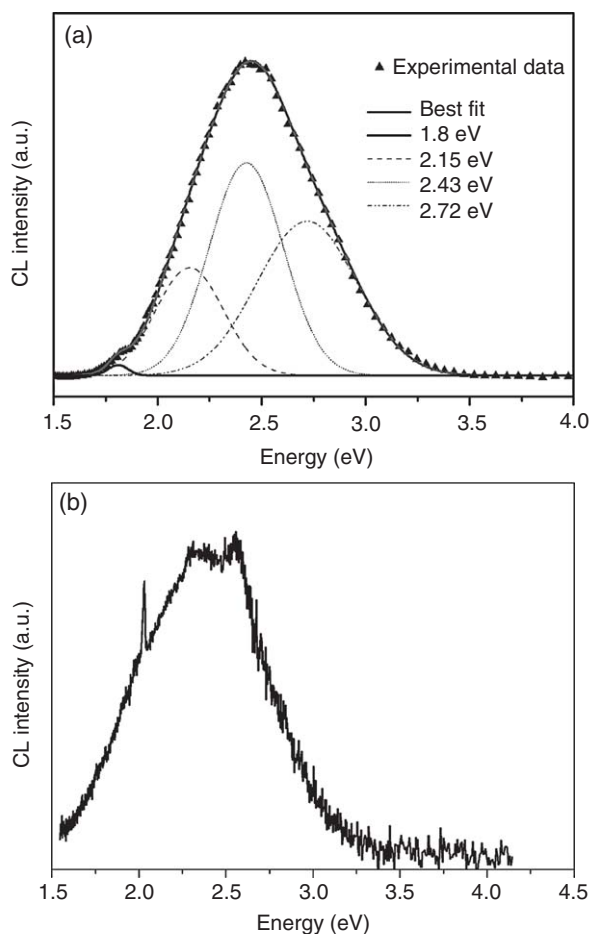 (a)
Experimental data
Best fit
1.8 eV
2.15 eV
2.43 eV
2.72 eV
CL intensity (a.u.)
1.5 2.0 2.5 3.0 3.5 4.0
Energy (eV)
(b)
CL intensity (a.u.)
1.5 2.0 2.5 3.0 3.5 4.0 4.5
Energy (eV)